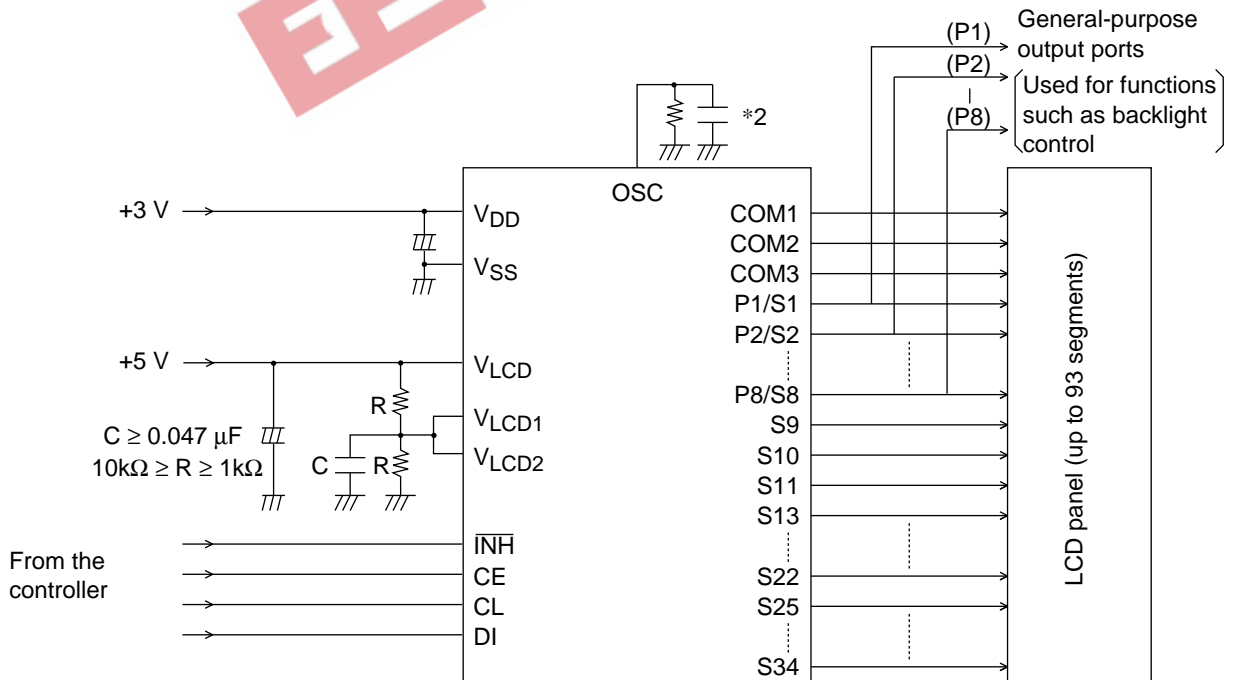 (P1)
General-purpose
output ports
(P2)
(P8)
Used for functions
such as backlight
control
*2
OSC
+3 V
VDD
VSS
COM1
COM2
COM3
P1/S1
P2/S2
P8/S8
S9
S10
S11
S13
S22
S25
S34
+5 V
VLCD
R
VLCD1
VLCD2
C ≥ 0.047 μF
10kΩ ≥ R ≥ 1kΩ
C
R
From the
controller
INH
CE
CL
DI
LCD panel (up to 93 segments)